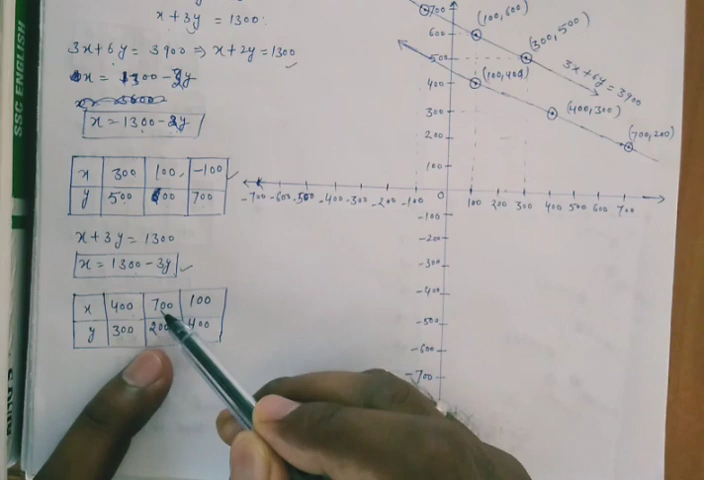 x + 3y = 1300
3x + 6y = 3900 ⇒ x + 2y = 1300
x = 1300 - 2y
x = 1300 - 2y
x 300 100 -100
y 500 600 700
x + 3y = 1300
x = 1300 - 3y
x 400 700 100
y 300 200 400
SSC ENGLISH
700
600
500
400
300
200
100
0
-100
-200
-300
-400
-500
-600
-700
-700 -600 -500 -400 -300 -200 -100
100 200 300 400 500 600 700
(100, 600)
(300, 500)
3x + 6y = 3900
(100, 400)
(400, 300)
(700, 200)